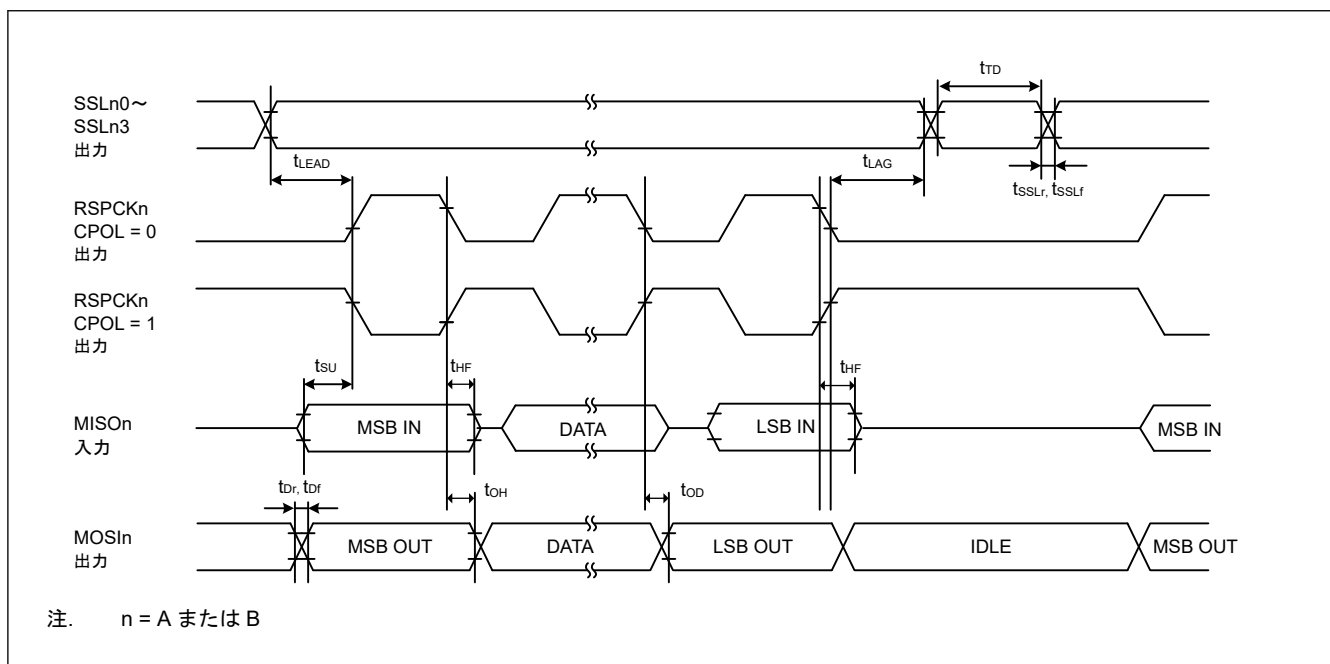 tTD
SSLn0～
SSLn3
出力
tLEAD
tLAG
tSSLr, tSSLf
RSPCKn
CPOL = 0
出力
RSPCKn
CPOL = 1
出力
tSU
tHF
tHF
MISOn
入力
MSB IN
DATA
LSB IN
MSB IN
tDr, tDf
tOH
tOD
MOSIn
出力
MSB OUT
DATA
LSB OUT
IDLE
MSB OUT
注. n = A または B